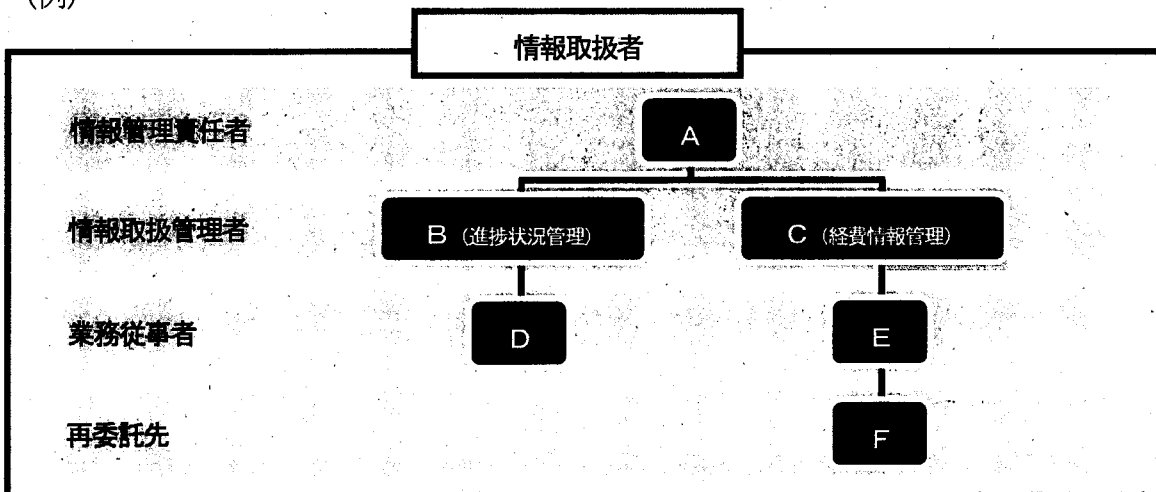 (例)
情報取扱者
情報管理責任者
A
情報取扱管理者
B (進捗状況管理)
C (経費情報管理)
業務従事者
D
E
再委託先
F